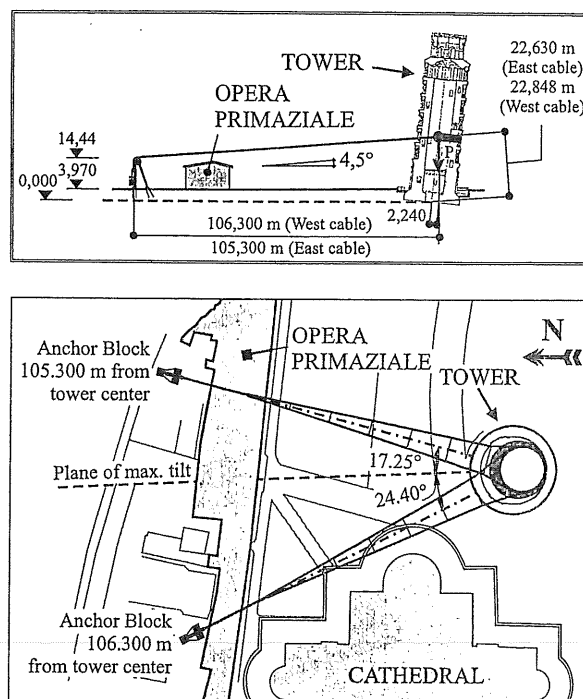 TOWER
22,630 m
(East cable)
22,848 m
(West cable)
OPERA
PRIMAZIALE
14,44
3,970
0,000
4,5°
P
2,240
106,300 m (West cable)
105,300 m (East cable)
N
OPERA
PRIMAZIALE
Anchor Block
105.300 m from
tower center
TOWER
17.25°
Plane of max. tilt
24.40°
Anchor Block
106.300 m
from tower center
CATHEDRAL